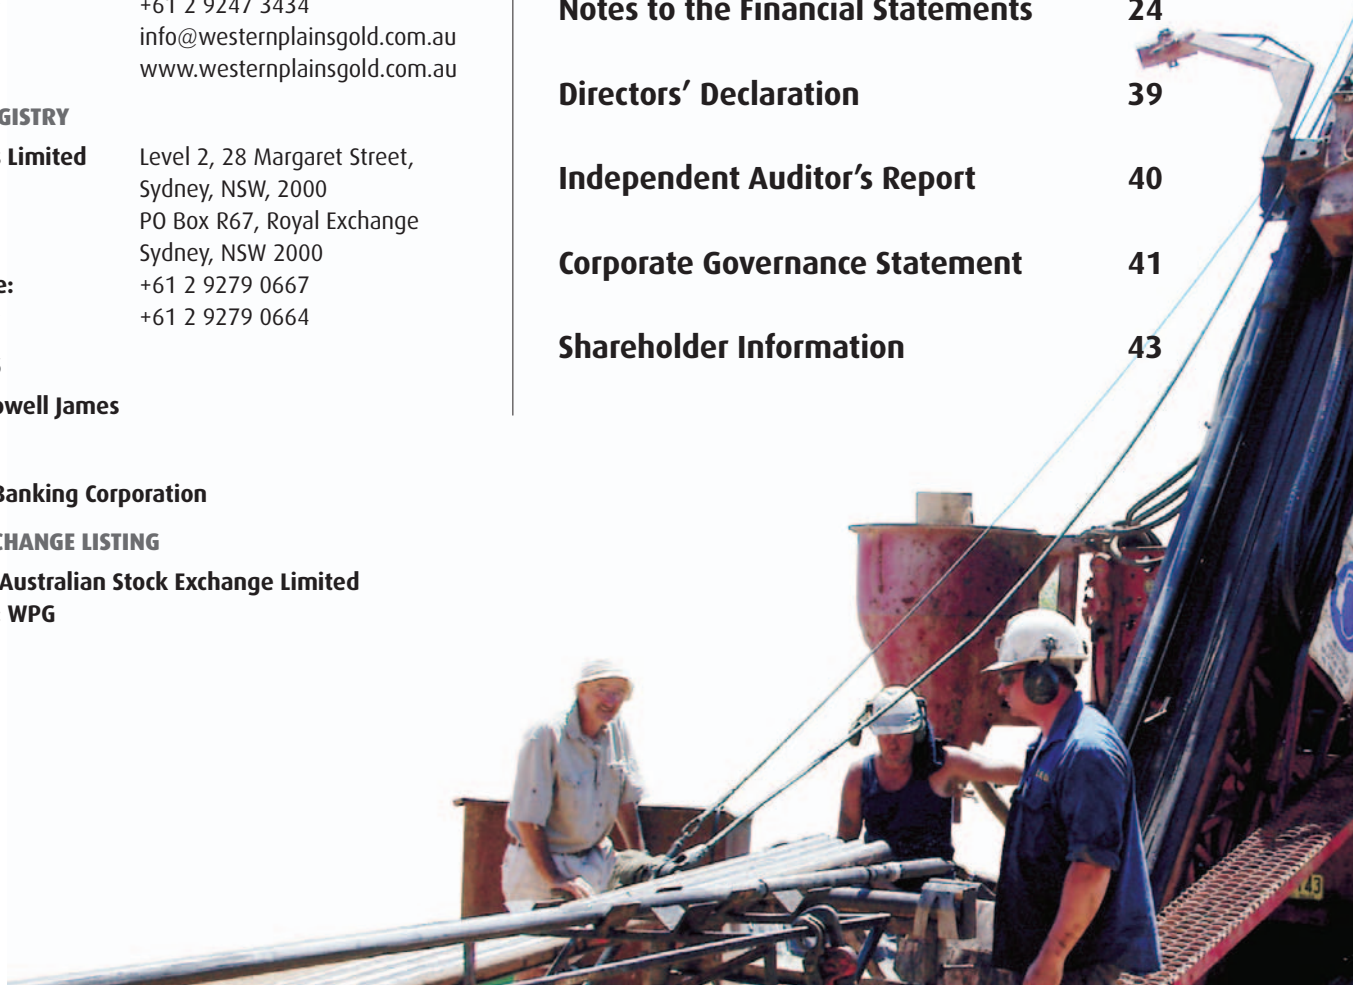 +61 2 9247 3434
info@westernplainsgold.com.au
www.westernplainsgold.com.au
GISTRY
Limited
Level 2, 28 Margaret Street,
Sydney, NSW, 2000
PO Box R67, Royal Exchange
Sydney, NSW 2000
e:
+61 2 9279 0667
+61 2 9279 0664
owell James
Banking Corporation
CHANGE LISTING
Australian Stock Exchange Limited
WPG
Notes to the Financial Statements 24
Directors’ Declaration 39
Independent Auditor’s Report 40
Corporate Governance Statement 41
Shareholder Information 43